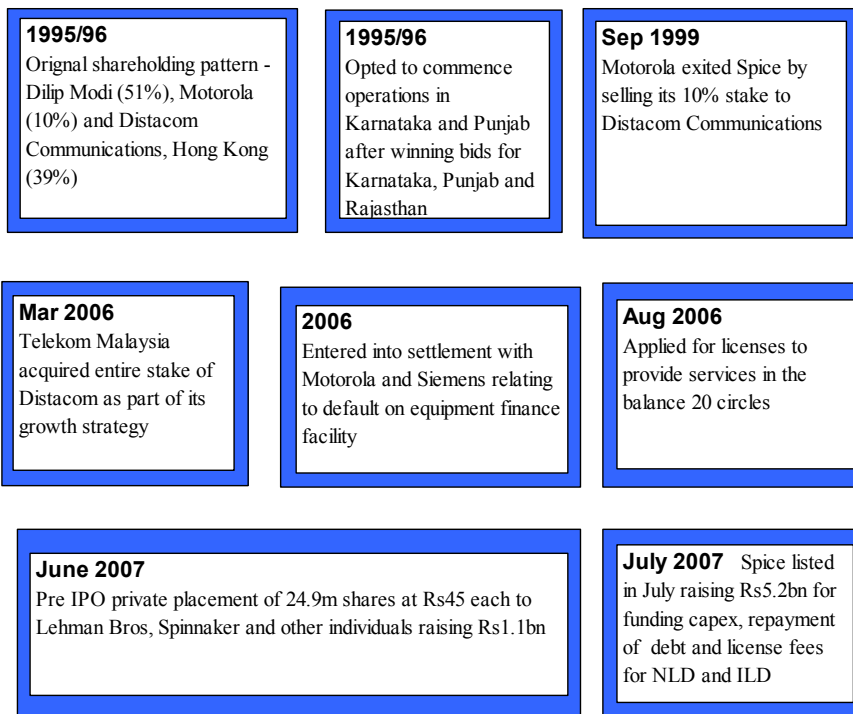 1995/96
Orignal shareholding pattern -
Dilip Modi (51%), Motorola
(10%) and Distacom
Communications, Hong Kong
(39%)
1995/96
Opted to commence
operations in
Karnataka and Punjab
after winning bids for
Karnataka, Punjab and
Rajasthan
Sep 1999
Motorola exited Spice by
selling its 10% stake to
Distacom Communications
Mar 2006
Telekom Malaysia
acquired entire stake of
Distacom as part of its
growth strategy
2006
Entered into settlement with
Motorola and Siemens relating
to default on equipment finance
facility
Aug 2006
Applied for licenses to
provide services in the
balance 20 circles
June 2007
Pre IPO private placement of 24.9m shares at Rs45 each to
Lehman Bros, Spinnaker and other individuals raising Rs1.1bn
July 2007 Spice listed
in July raising Rs5.2bn for
funding capex, repayment
of debt and license fees
for NLD and ILD